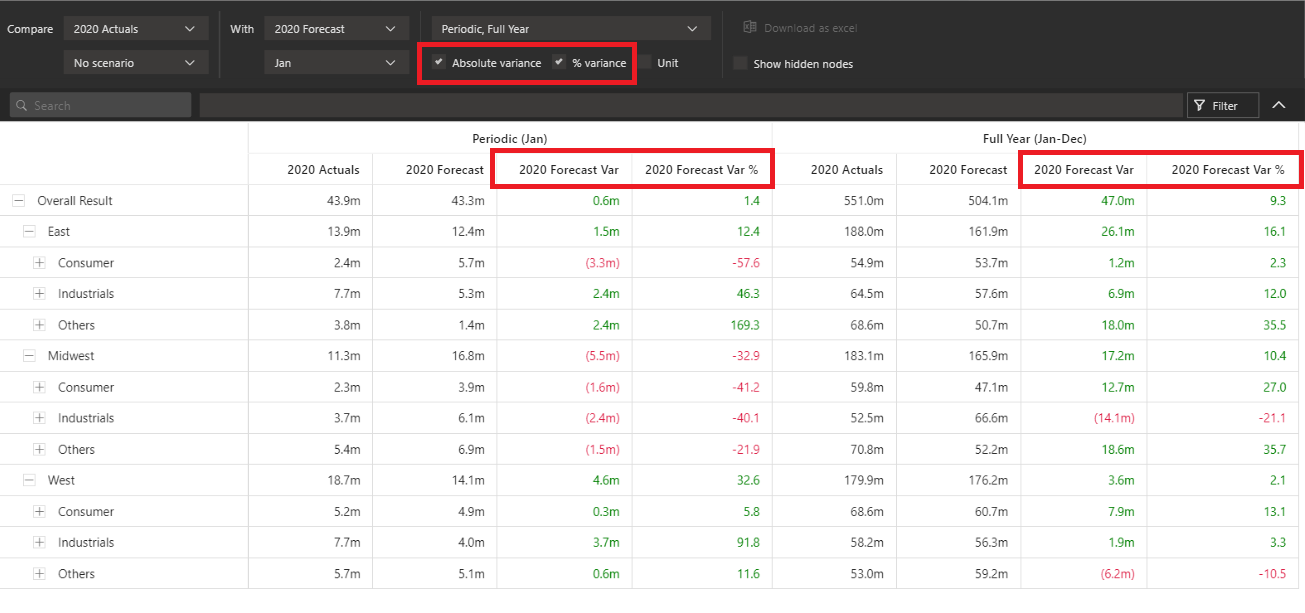 Compare 2020 Actuals With 2020 Forecast Periodic, Full Year Download as excel
No scenario Jan Absolute variance % variance Unit Show hidden nodes
Search Filter
Periodic (Jan) Full Year (Jan-Dec)
2020 Actuals 2020 Forecast 2020 Forecast Var 2020 Forecast Var % 2020 Actuals 2020 Forecast 2020 Forecast Var 2020 Forecast Var %
Overall Result 43.9m 43.3m 0.6m 1.4 551.0m 504.1m 47.0m 9.3
East 13.9m 12.4m 1.5m 12.4 188.0m 161.9m 26.1m 16.1
Consumer 2.4m 5.7m (3.3m) -57.6 54.9m 53.7m 1.2m 2.3
Industrials 7.7m 5.3m 2.4m 46.3 64.5m 57.6m 6.9m 12.0
Others 3.8m 1.4m 2.4m 169.3 68.6m 50.7m 18.0m 35.5
Midwest 11.3m 16.8m (5.5m) -32.9 183.1m 165.9m 17.2m 10.4
Consumer 2.3m 3.9m (1.6m) -41.2 59.8m 47.1m 12.7m 27.0
Industrials 3.7m 6.1m (2.4m) -40.1 52.5m 66.6m (14.1m) -21.1
Others 5.4m 6.9m (1.5m) -21.9 70.8m 52.2m 18.6m 35.7
West 18.7m 14.1m 4.6m 32.6 179.9m 176.2m 3.6m 2.1
Consumer 5.2m 4.9m 0.3m 5.8 68.6m 60.7m 7.9m 13.1
Industrials 7.7m 4.0m 3.7m 91.8 58.2m 56.3m 1.9m 3.3
Others 5.7m 5.1m 0.6m 11.6 53.0m 59.2m (6.2m) -10.5